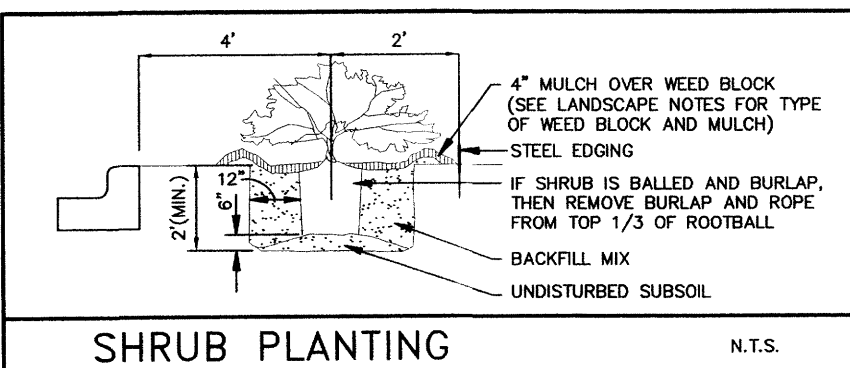 4'
2'
4" MULCH OVER WEED BLOCK
(SEE LANDSCAPE NOTES FOR TYPE
OF WEED BLOCK AND MULCH)
STEEL EDGING
IF SHRUB IS BALLED AND BURLAP,
THEN REMOVE BURLAP AND ROPE
FROM TOP 1/3 OF ROOTBALL
BACKFILL MIX
UNDISTURBED SUBSOIL
12"
6"
2'(MIN.)
SHRUB PLANTING
N.T.S.